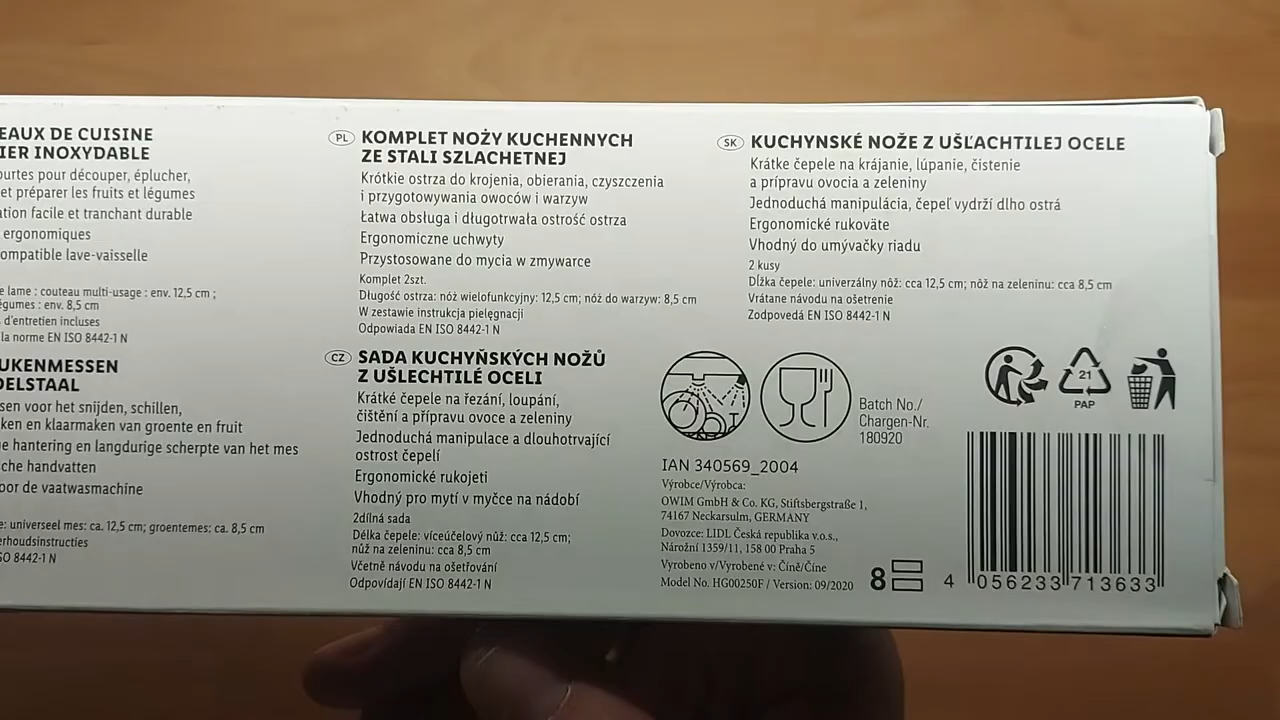 EAUX DE CUISINE
IER INOXYDABLE
ourtes pour découper, éplucher,
et préparer les fruits et légumes
ation facile et tranchant durable
ergonomiques
ompatible lave-vaisselle
e lame : couteau multi-usage : env. 12,5 cm ;
égumes : env. 8,5 cm
d'entretien incluses
la norme EN ISO 8442-1 N
UKENMESSEN
DELSTAAL
sen voor het snijden, schillen,
ken en klaarmaken van groente en fruit
e hantering en langdurige scherpte van het mes
che handvatten
oor de vaatwasmachine
e: universeel mes: ca. 12,5 cm; groentemes: ca. 8,5 cm
erhoudsinstructies
SO 8442-1 N
PL KOMPLET NOŻY KUCHENNYCH
ZE STALI SZLACHETNEJ
Krótkie ostrza do krojenia, obierania, czyszczenia
i przygotowywania owoców i warzyw
Łatwa obsługa i długotrwała ostrość ostrza
Ergonomiczne uchwyty
Przystosowane do mycia w zmywarce
Komplet 2szt.
Długość ostrza: nóż wielofunkcyjny: 12,5 cm; nóż do warzyw: 8,5 cm
W zestawie instrukcja pielęgnacji
Odpowiada EN ISO 8442-1 N
CZ SADA KUCHYŇSKÝCH NOŽŮ
Z UŠLECHTILÉ OCELI
Krátké čepele na řezání, loupání,
čištění a přípravu ovoce a zeleniny
Jednoduchá manipulace a dlouhotrvající
ostrost čepelí
Ergonomické rukojeti
Vhodný pro mytí v myčce na nádobí
2dílná sada
Délka čepele: víceúčelový nůž: cca 12,5 cm;
nůž na zeleninu: cca 8,5 cm
Včetně návodu na ošetřování
Odpovídají EN ISO 8442-1 N
SK KUCHYNSKÉ NOŽE Z UŠĽACHTILEJ OCELE
Krátke čepele na krájanie, lúpanie, čistenie
a prípravu ovocia a zeleniny
Jednoduchá manipulácia, čepeľ vydrží dlho ostrá
Ergonomické rukoväte
Vhodný do umývačky riadu
2 kusy
Dĺžka čepele: univerzálny nôž: cca 12,5 cm; nôž na zeleninu: cca 8,5 cm
Vrátane návodu na ošetrenie
Zodpovedá EN ISO 8442-1 N
Batch No./
Chargen-Nr.
180920
21
PAP
IAN 340569_2004
Výrobce/Výrobca:
OWIM GmbH & Co. KG, Stiftsbergstraße 1,
74167 Neckarsulm, GERMANY
Dovozce: LIDL Česká republika v.o.s.,
Nárožní 1359/11, 158 00 Praha 5
Vyrobeno v/Vyrobené v: Číně/Číne
Model No. HG00250F / Version: 09/2020
8
4 056233 713633